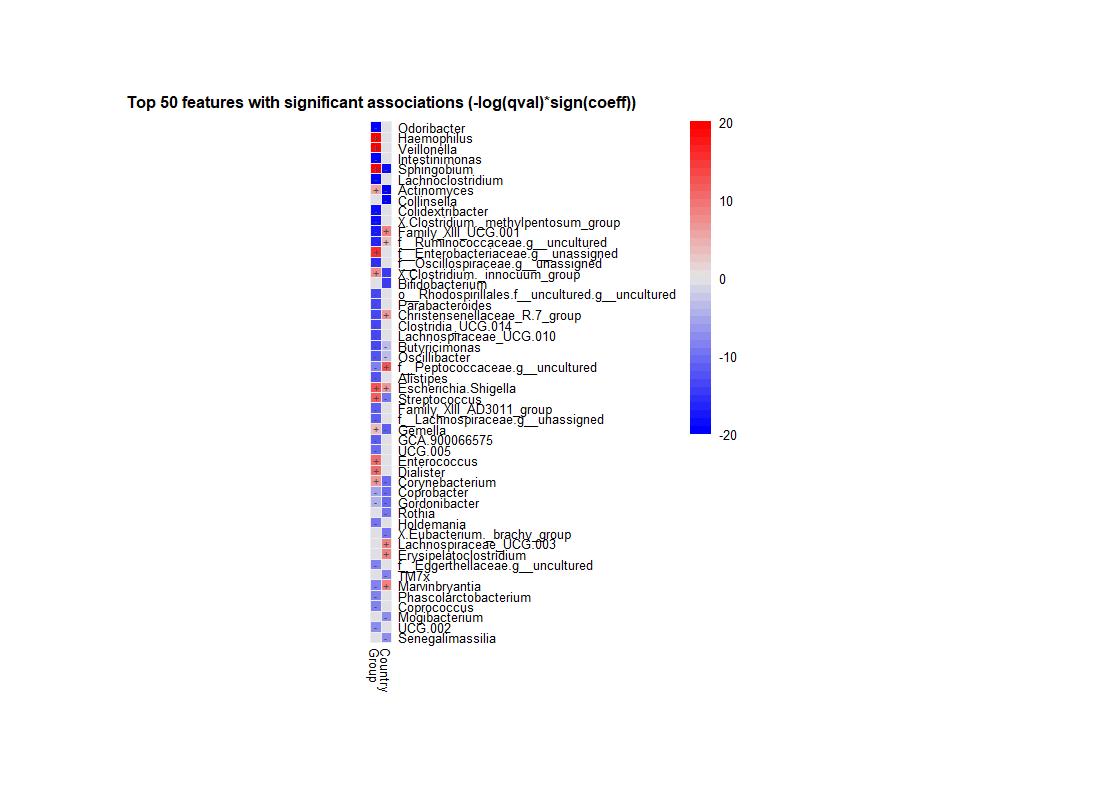 Top 50 features with significant associations (-log(qval)*sign(coeff))
Odoribacter
Haemophilus
Veillonella
Intestinimonas
Sphingobium
Lachnoclostridium
Actinomyces
Collinsella
Colidextribacter
X.Clostridium._methylpentosum_group
Family_XIII_UCG.001
f__Ruminococcaceae.g__uncultured
f__Enterobacteriaceae.g__unassigned
f__Oscillospiraceae.g__unassigned
X.Clostridium._innocuum_group
Bifidobacterium
o__Rhodospirillales.f__uncultured.g__uncultured
Parabacteroides
Christensenellaceae_R.7_group
Clostridia_UCG.014
Lachnospiraceae_UCG.010
Butyricimonas
Oscillibacter
f__Peptococcaceae.g__uncultured
Alistipes
Escherichia.Shigella
Streptococcus
Family_XIII_AD3011_group
f__Lachnospiraceae.g__unassigned
Gemella
GCA.900066575
UCG.005
Enterococcus
Dialister
Corynebacterium
Coprobacter
Gordonibacter
Rothia
Holdemania
X.Eubacterium._brachy_group
Lachnospiraceae_UCG.003
Erysipelatoclostridium
f__Eggerthellaceae.g__uncultured
TM7x
Marvinbryantia
Phascolarctobacterium
Coprococcus
Mogibacterium
UCG.002
Senegalimassilia
Group
Country
20
10
0
-10
-20